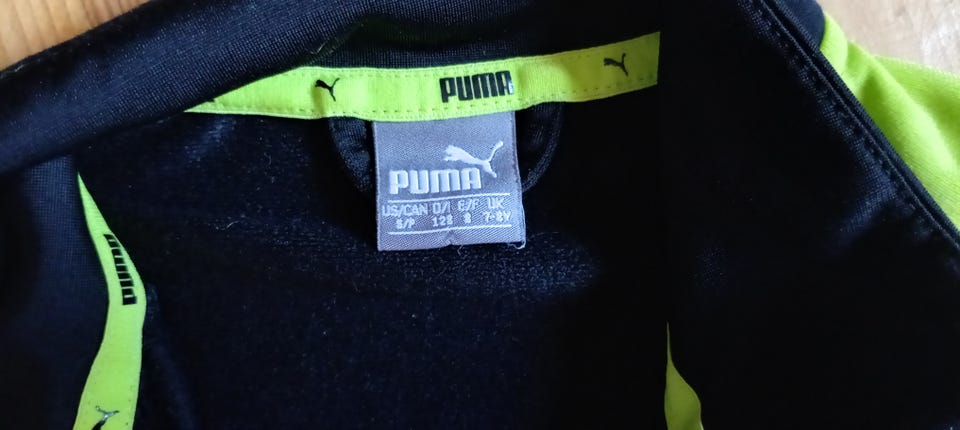 PUMA
PUMA
US/CAN D/I E/F UK
S/P 128 8 7-8Y
PUMA